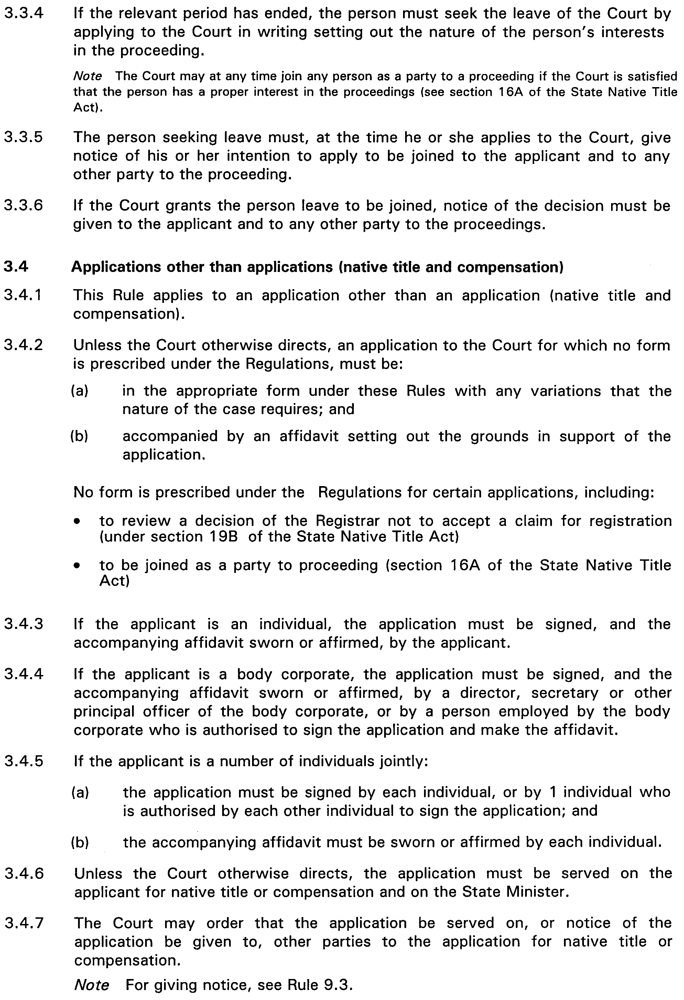 3.3.4 If the relevant period has ended, the person must seek the leave of the Court by
applying to the Court in writing setting out the nature of the person's interests
in the proceeding.
Note The Court may at any time join any person as a party to a proceeding if the Court is satisfied
that the person has a proper interest in the proceedings (see section 16A of the State Native Title
Act).
3.3.5 The person seeking leave must, at the time he or she applies to the Court, give
notice of his or her intention to apply to be joined to the applicant and to any
other party to the proceeding.
3.3.6 If the Court grants the person leave to be joined, notice of the decision must be
given to the applicant and to any other party to the proceedings.
3.4 Applications other than applications (native title and compensation)
3.4.1 This Rule applies to an application other than an application (native title and
compensation).
3.4.2 Unless the Court otherwise directs, an application to the Court for which no form
is prescribed under the Regulations, must be:
(a) in the appropriate form under these Rules with any variations that the
nature of the case requires; and
(b) accompanied by an affidavit setting out the grounds in support of the
application.
No form is prescribed under the Regulations for certain applications, including:
• to review a decision of the Registrar not to accept a claim for registration
(under section 19B of the State Native Title Act)
• to be joined as a party to proceeding (section 16A of the State Native Title
Act)
3.4.3 If the applicant is an individual, the application must be signed, and the
accompanying affidavit sworn or affirmed, by the applicant.
3.4.4 If the applicant is a body corporate, the application must be signed, and the
accompanying affidavit sworn or affirmed, by a director, secretary or other
principal officer of the body corporate, or by a person employed by the body
corporate who is authorised to sign the application and make the affidavit.
3.4.5 If the applicant is a number of individuals jointly:
(a) the application must be signed by each individual, or by 1 individual who
is authorised by each other individual to sign the application; and
(b) the accompanying affidavit must be sworn or affirmed by each individual.
3.4.6 Unless the Court otherwise directs, the application must be served on the
applicant for native title or compensation and on the State Minister.
3.4.7 The Court may order that the application be served on, or notice of the
application be given to, other parties to the application for native title or
compensation.
Note For giving notice, see Rule 9.3.